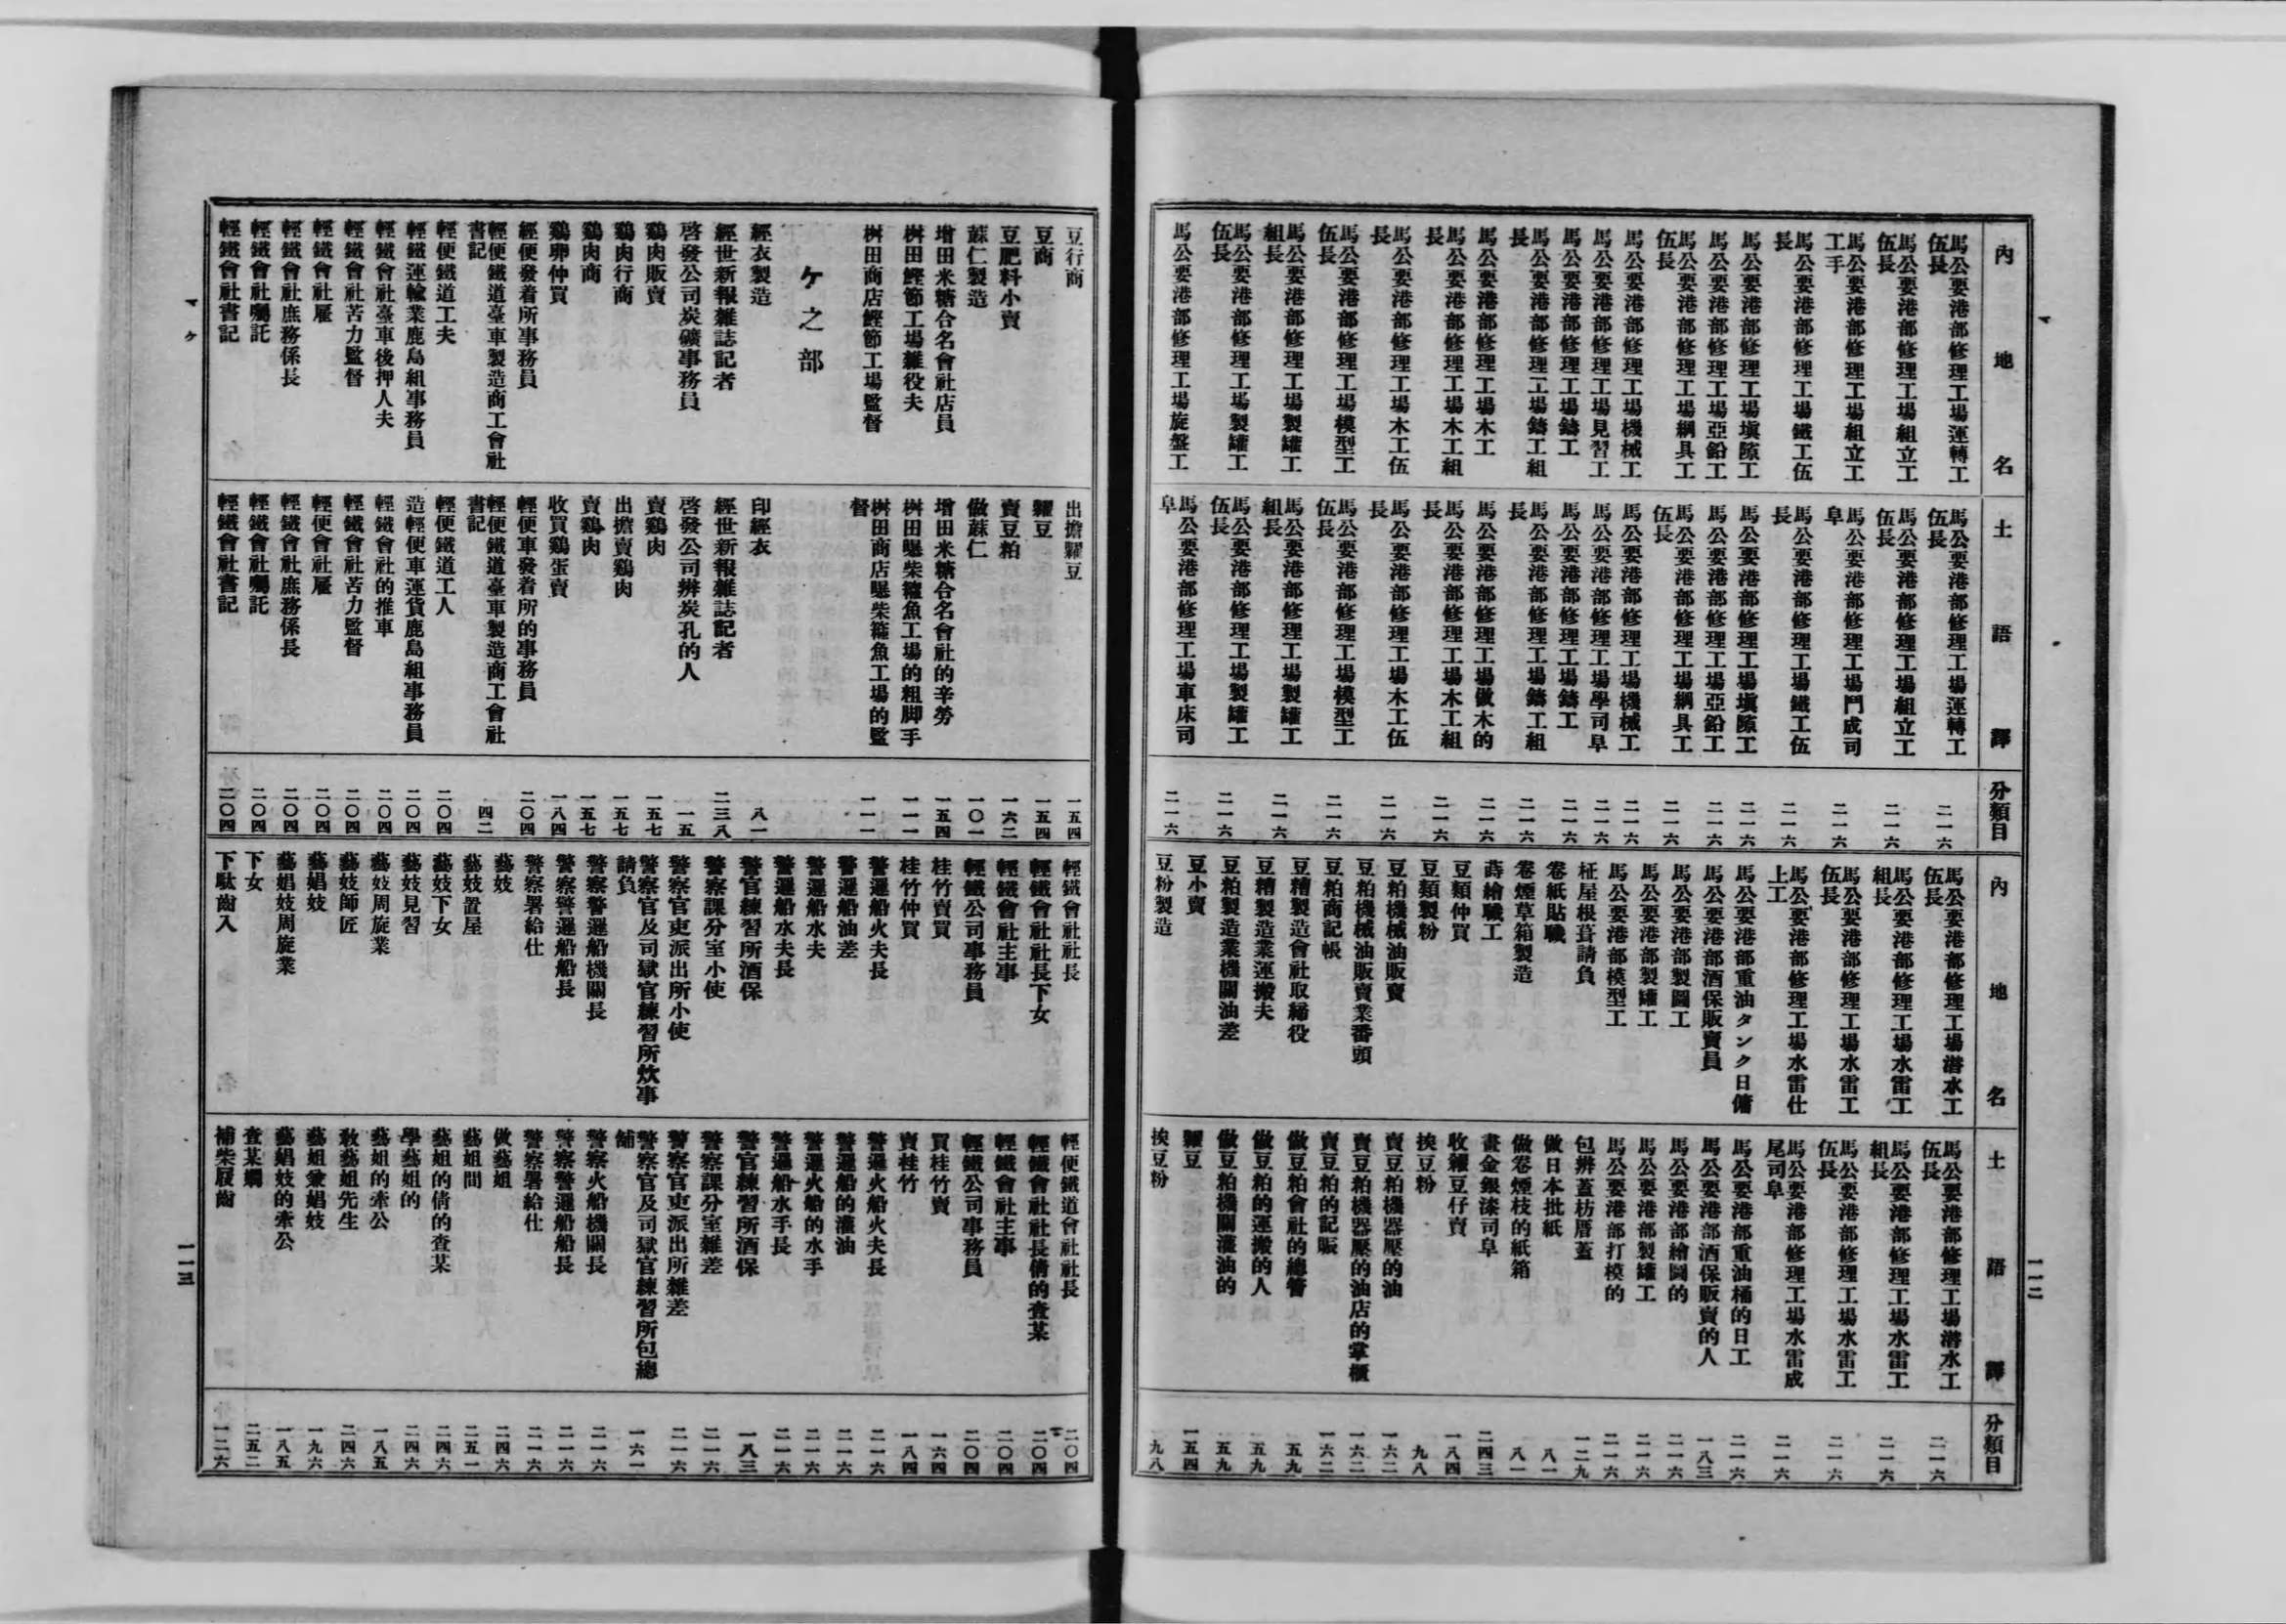 マ
內地名 土語譯 分類目
馬公要港部修理工場運轉工伍長 馬公要港部修理工場運轉工伍長 二一六
馬公要港部修理工場組立工伍長 馬公要港部修理工場組立工伍長 二一六
馬公要港部修理工場組立工工手 馬公要港部修理工場鬥成司阜 二一六
馬公要港部修理工場鐵工伍長 馬公要港部修理工場鐵工伍長 二一六
馬公要港部修理工場塡隙工 馬公要港部修理工場塡隙工 二一六
馬公要港部修理工場亞鉛工 馬公要港部修理工場亞鉛工 二一六
馬公要港部修理工場綱具工伍長 馬公要港部修理工場綱具工伍長 二一六
馬公要港部修理工場機械工 馬公要港部修理工場機械工 二一六
馬公要港部修理工場見習工 馬公要港部修理工場學司阜 二一六
馬公要港部修理工場鑄工 馬公要港部修理工場鑄工 二一六
馬公要港部修理工場鑄工組長 馬公要港部修理工場鑄工組長 二一六
馬公要港部修理工場木工 馬公要港部修理工場做木的 二一六
馬公要港部修理工場木工組長 馬公要港部修理工場木工組長 二一六
馬公要港部修理工場木工伍長 馬公要港部修理工場木工伍長 二一六
馬公要港部修理工場模型工伍長 馬公要港部修理工場模型工伍長 二一六
馬公要港部修理工場製罐工組長 馬公要港部修理工場製罐工組長 二一六
馬公要港部修理工場製罐工伍長 馬公要港部修理工場製罐工伍長 二一六
馬公要港部修理工場旋盤工 馬公要港部修理工場車床司阜 二一六
內地名 土語譯 分類目
馬公要港部修理工場潛水工伍長 馬公要港部修理工場潛水工伍長 二一六
馬公要港部修理工場水雷工組長 馬公要港部修理工場水雷工組長 二一六
馬公要港部修理工場水雷工伍長 馬公要港部修理工場水雷工伍長 二一六
馬公要港部修理工場水雷仕上工 馬公要港部修理工場水雷成尾司阜 二一六
馬公要港部重油タンク日傭 馬公要港部重油桶的日工 二一六
馬公要港部酒保販賣員 馬公要港部酒保販賣的人 一八三
馬公要港部製圖工 馬公要港部繪圖的 二一六
馬公要港部製罐工 馬公要港部製罐工 二一六
馬公要港部模型工 馬公要港部打模的 二一六
柾屋根葺請負 包辨蓋枋厝蓋 一二九
卷紙貼職 做日本批紙 八一
卷煙草箱製造 做卷煙枝的紙箱 八一
蒔繪職工 畫金銀漆司阜 二四三
豆類仲買 收糴豆仔賣 一八四
豆類製粉 挨豆粉 九八
豆粕機械油販賣 賣豆粕機器壓的油 一六二
豆粕機械油販賣業番頭 賣豆粕機器壓的油店的掌櫃 一六二
豆粕商記帳 賣豆粕的記賬 一六二
豆糟製造會社取締役 做豆粕會社的總管 五九
豆糟製造業運搬夫 做豆粕的運搬的人 五九
豆粕製造業機關油差 做豆粕機關灌油的 五九
豆小賣 糶豆 一五四
豆粉製造 挨豆粉 九八
一一二
豆行商 出擔糶豆 一五四
豆商 糶豆 一五四
豆肥料小賣 賣豆粕 一六二
蔴仁製造 做蔴仁 一〇一
增田米糖合名會社店員 增田米糖合名會社的辛勞 一五四
桝田鰹節工場雜役夫 桝田曝柴籠魚工場的粗脚手 一一一
桝田商店鰹節工場監督 桝田商店曝柴籠魚工場的監督 一一一
ケ之部
經衣製造 印經衣 八一
經世新報雜誌記者 經世新報雜誌記者 二三八
啓發公司炭礦事務員 啓發公司辨炭孔的人 一五
鷄肉販賣 賣鷄肉 一五七
鷄肉行商 出擔賣鷄肉 一五七
鷄肉商 賣鷄肉 一五七
鷄卵仲買 收買鷄蛋賣 一八四
經便發着所事務員 輕便車發着所的事務員 二〇四
輕便鐵道臺車製造商工會社書記 輕便鐵道臺車製造商工會社書記 四二
輕便鐵道工夫 輕便鐵道工人 二〇四
輕鐵運輸業鹿島組事務員 造輕便車運貨鹿島組事務員 二〇四
輕鐵會社臺車後押人夫 輕鐵會社的推車 二〇四
輕鐵會社苦力監督 輕鐵會社苦力監督 二〇四
輕鐵會社雇 輕便會社雇 二〇四
輕鐵會社庶務係長 輕鐵會社庶務係長 二〇四
輕鐵會社囑託 輕鐵會社囑託 二〇四
輕鐵會社書記 輕鐵會社書記 二〇四
輕鐵會社社長 輕便鐵道會社社長 二〇四
輕鐵會社社長下女 輕鐵會社社長倩的査某 二〇四
輕鐵會社主事 輕鐵會社主事 二〇四
輕鐵公司事務員 輕鐵公司事務員 二〇四
桂竹賣買 買桂竹賣 一六四
桂竹仲買 賣桂竹 一八四
警邏船火夫長 警邏火船火夫長 二一六
警邏船油差 警邏船的灌油 二一六
警邏船水夫 警邏火船的水手 二一六
警邏船水夫長 警邏船水手長 二一六
警官練習所酒保 警官練習所酒保 一八三
警察課分室小使 警察課分室雜差 二一六
警察官吏派出所小使 警察官吏派出所雜差 二一六
警察官及司獄官練習所炊事請負 警察官及司獄官練習所包總舖 一六一
警察警邏船機關長 警察火船機關長 二一六
警察警邏船船長 警察警邏船船長 二一六
警察署給仕 警察署給仕 二一六
藝妓 做藝妲 二四六
藝妓置屋 藝妲間 二五一
藝妓下女 藝妲的倩的査某 二四六
藝妓見習 學藝妲的 二四六
藝妓周旋業 藝妲的牽公 一八五
藝妓師匠 敎藝妲先生 二四六
藝娼妓 藝妲兼娼妓 一九六
藝娼妓周旋業 藝娼妓的牽公 一八五
下女 査某嫺 二五二
下駄齒入 補柴屐齒 一二六
マケ
一一三